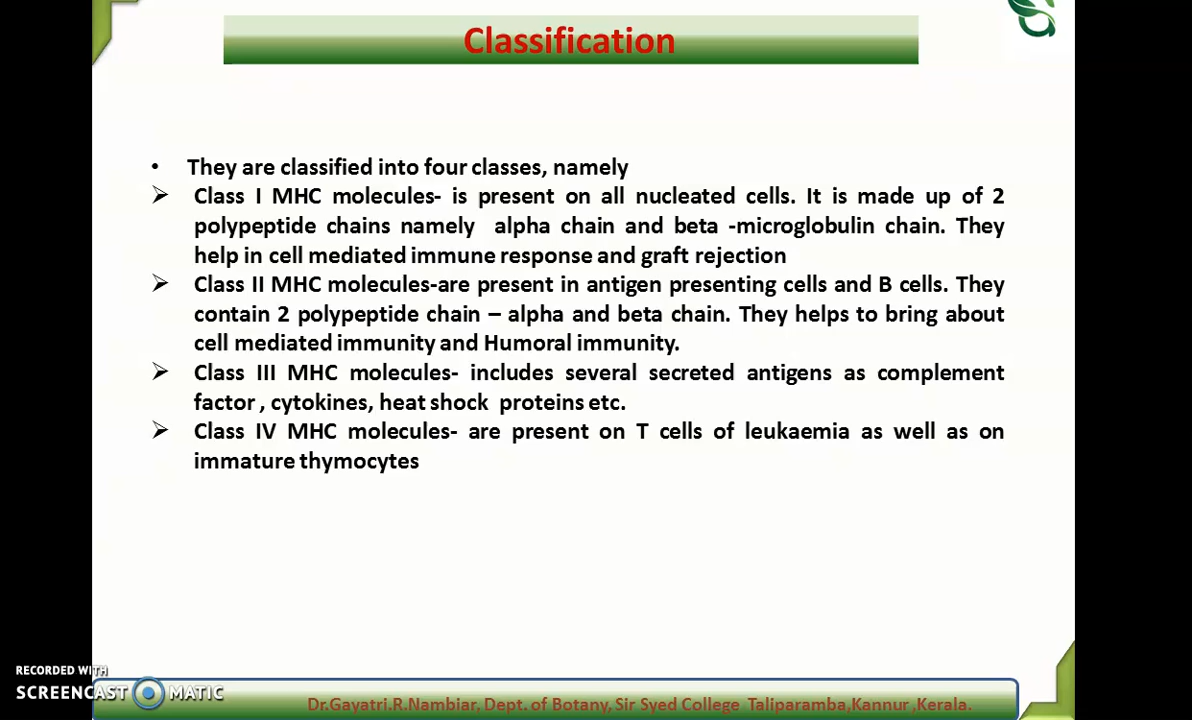 Classification
• They are classified into four classes, namely
➢ Class I MHC molecules- is present on all nucleated cells. It is made up of 2
polypeptide chains namely alpha chain and beta -microglobulin chain. They
help in cell mediated immune response and graft rejection
➢ Class II MHC molecules-are present in antigen presenting cells and B cells. They
contain 2 polypeptide chain – alpha and beta chain. They helps to bring about
cell mediated immunity and Humoral immunity.
➢ Class III MHC molecules- includes several secreted antigens as complement
factor , cytokines, heat shock proteins etc.
➢ Class IV MHC molecules- are present on T cells of leukaemia as well as on
immature thymocytes
RECORDED WITH
SCREENCAST MATIC
Dr.Gayatri.R.Nambiar, Dept. of Botany, Sir Syed College Taliparamba,Kannur ,Kerala.